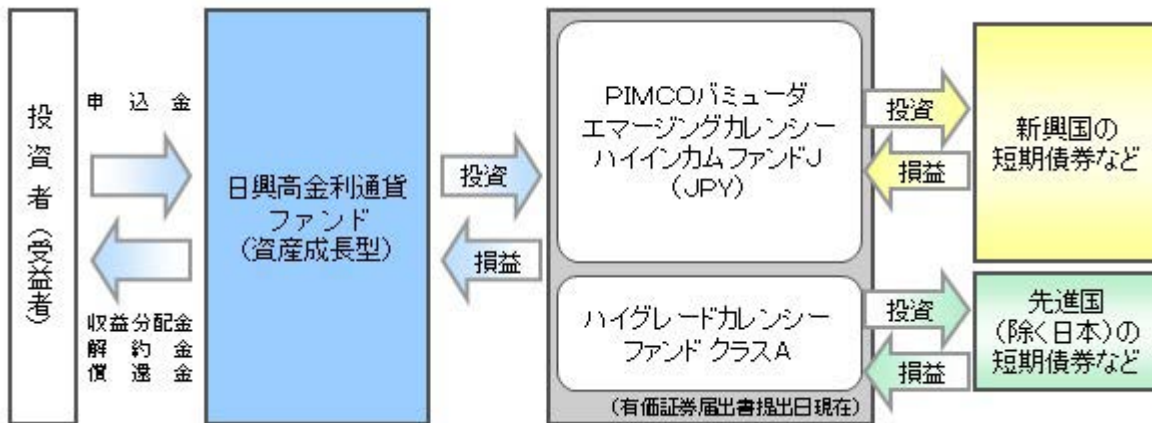 投資者(受益者)
申込金
収益分配金
解約金
償還金
日興高金利通貨
ファンド
(資産成長型)
投資
損益
PIMCOバミューダ
エマージングカレンシー
ハイインカムファンドJ
(JPY)
ハイグレードカレンシー
ファンド クラスA
(有価証券届出書提出日現在)
投資
損益
新興国の
短期債券など
投資
損益
先進国
(除く日本)の
短期債券など